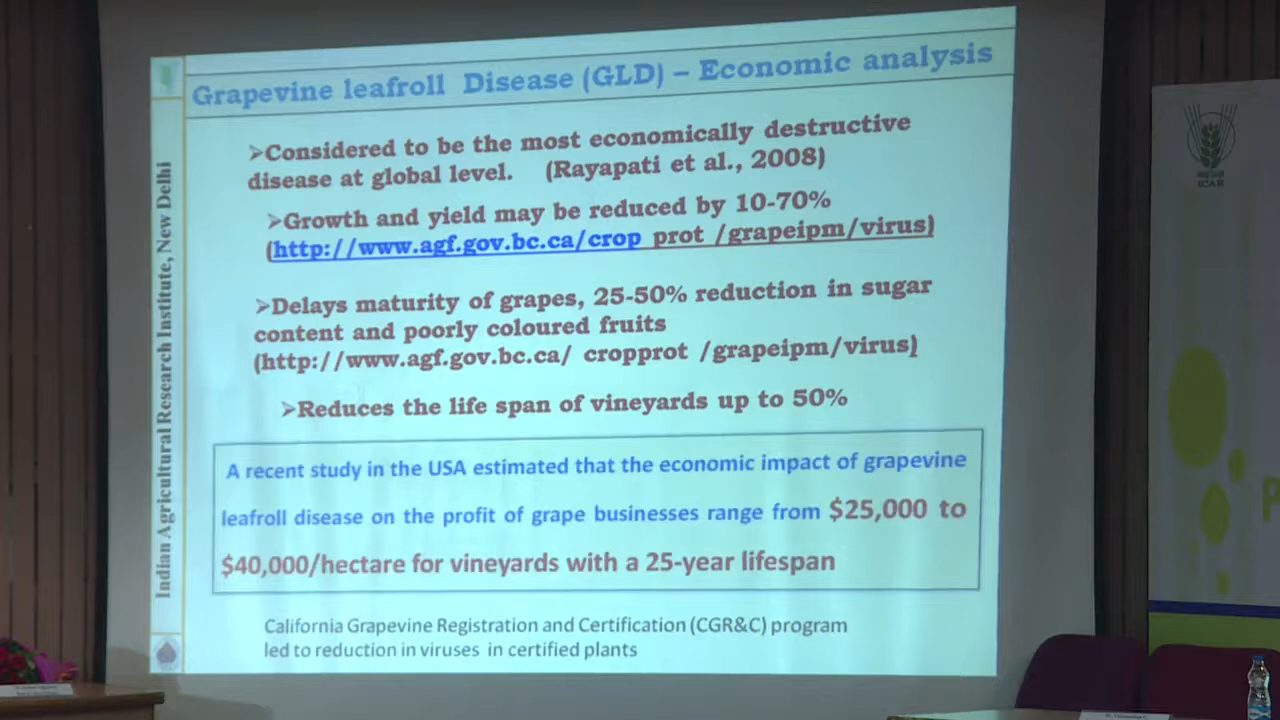 Grapevine leafroll Disease (GLD) – Economic analysis
➢Considered to be the most economically destructive
disease at global level. (Rayapati et al., 2008)
➢Growth and yield may be reduced by 10-70%
(http://www.agf.gov.bc.ca/crop prot /grapeipm/virus)
➢Delays maturity of grapes, 25-50% reduction in sugar
content and poorly coloured fruits
(http://www.agf.gov.bc.ca/ cropprot /grapeipm/virus)
➢Reduces the life span of vineyards up to 50%
A recent study in the USA estimated that the economic impact of grapevine
leafroll disease on the profit of grape businesses range from $25,000 to
$40,000/hectare for vineyards with a 25-year lifespan
California Grapevine Registration and Certification (CGR&C) program
led to reduction in viruses in certified plants
Indian Agricultural Research Institute, New Delhi
ICAR